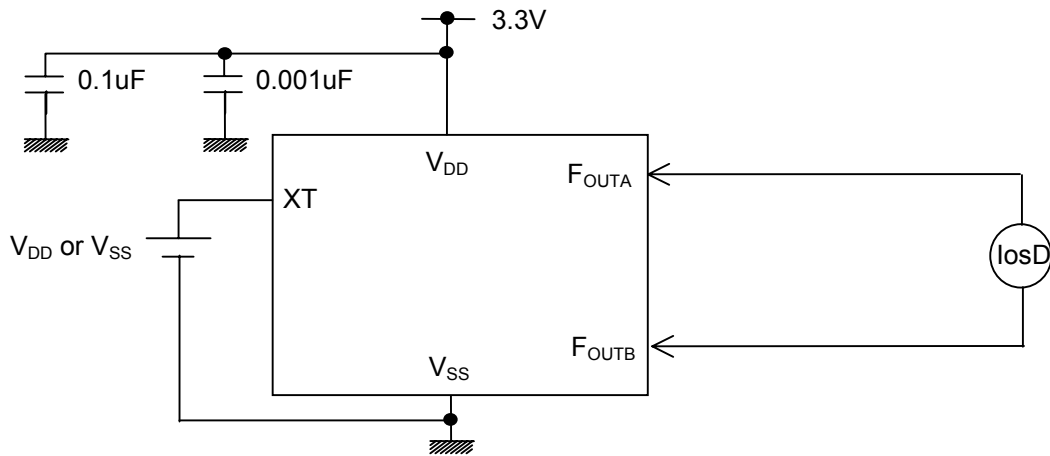 3.3V
0.1uF
0.001uF
VDD
FOUTA
XT
VDD or VSS
IosD
FOUTB
VSS